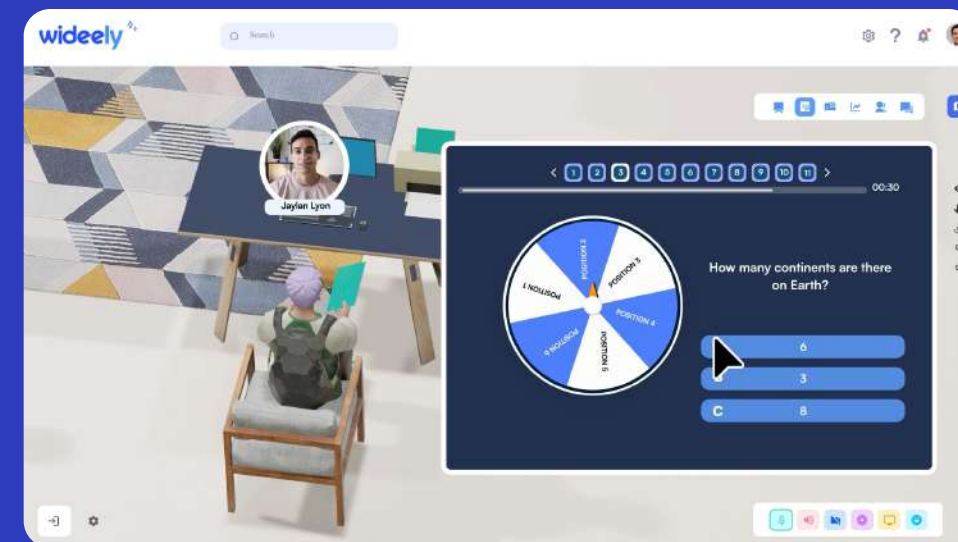 wideely
Search
?
Jaylan Lyon
< 1 2 3 4 5 6 7 8 9 10 11 >
00:30
POSITION 1
POSITION 2
POSITION 3
POSITION 4
POSITION 5
POSITION 6
How many continents are there
on Earth?
6
3
C 8